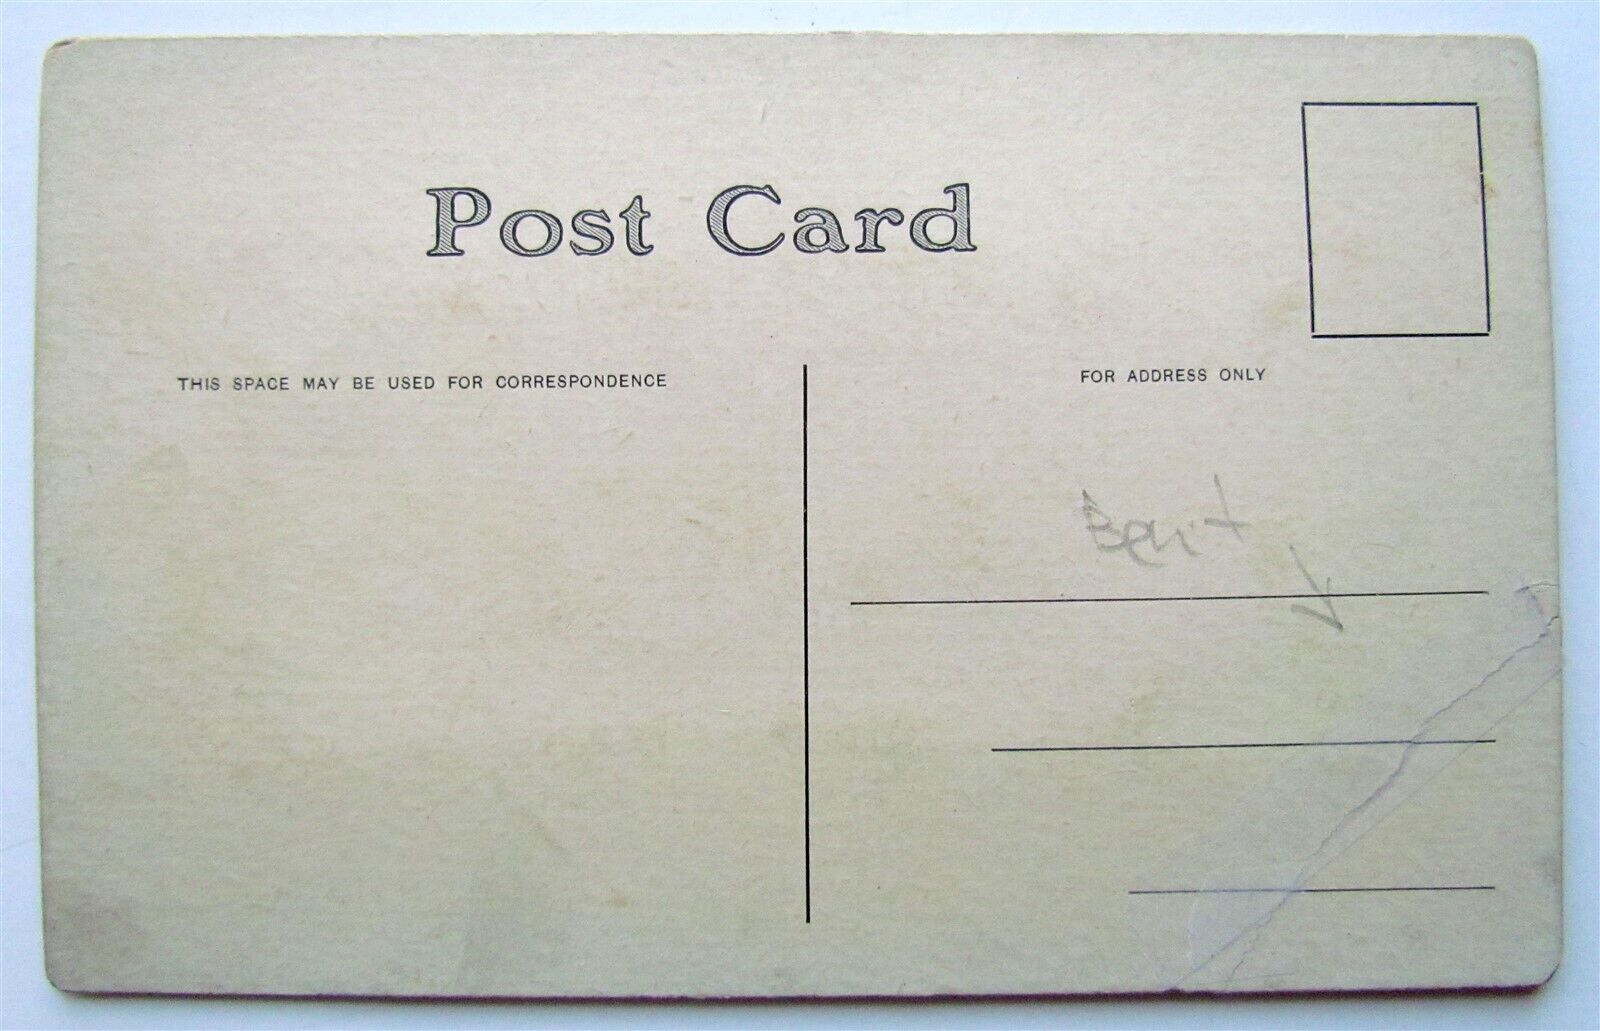 Post Card
THIS SPACE MAY BE USED FOR CORRESPONDENCE
FOR ADDRESS ONLY
Bent